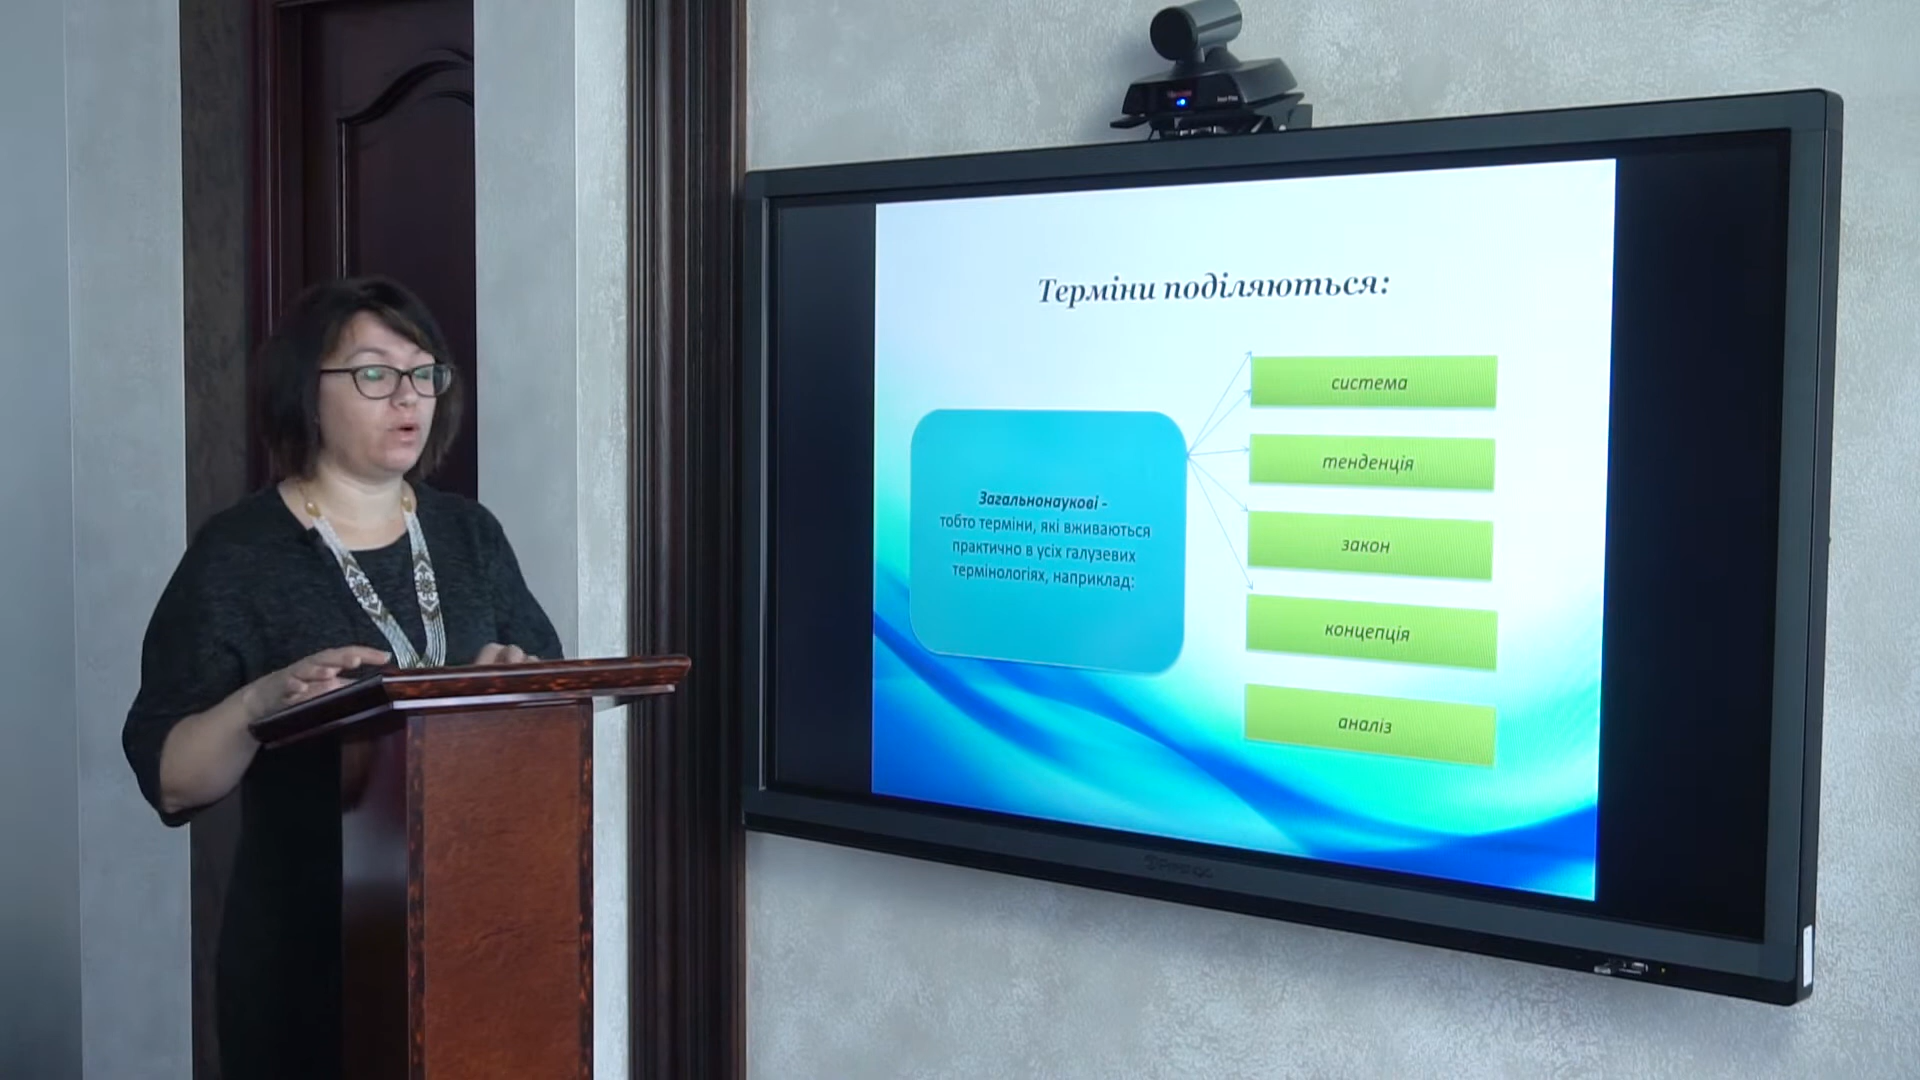 Терміни поділяються:
Загальнонаукові -
тобто терміни, які вживаються
практично в усіх галузевих
термінологіях, наприклад:
система
тенденція
закон
концепція
аналіз